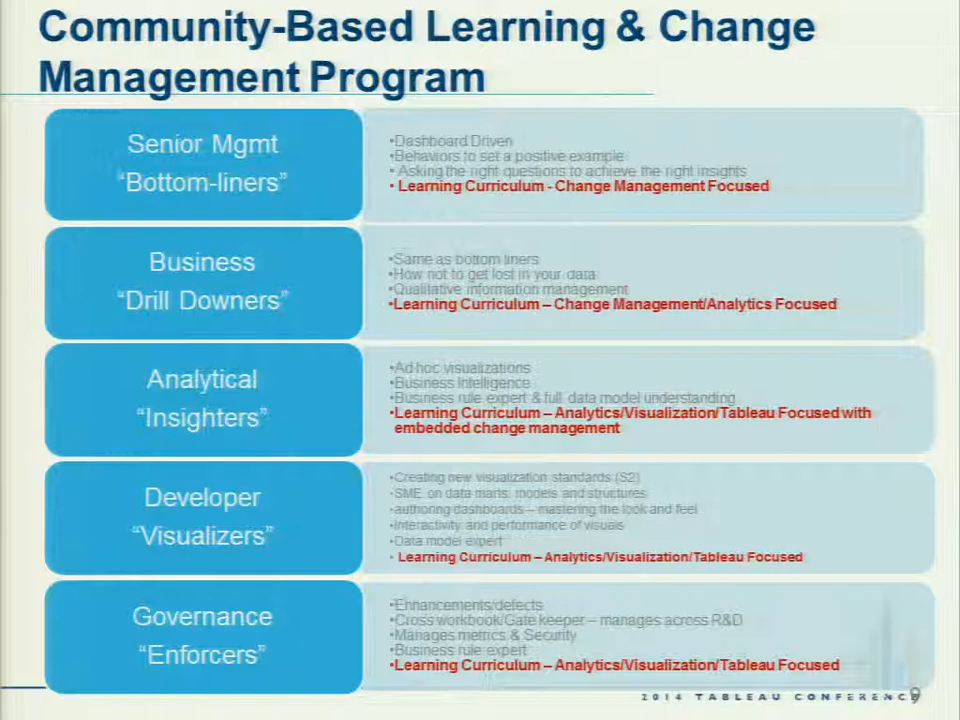 Community-Based Learning & Change
Management Program
Senior Mgmt
“Bottom-liners”
•Dashboard Driven
•Behaviors to set a positive example
• Asking the right questions to achieve the right insights
• Learning Curriculum - Change Management Focused
Business
“Drill Downers”
•Same as bottom liners
•How not to get lost in your data
•Qualitative information management
•Learning Curriculum – Change Management/Analytics Focused
Analytical
“Insighters”
•Ad hoc visualizations
•Business Intelligence
•Business rule expert & full data model understanding
•Learning Curriculum – Analytics/Visualization/Tableau Focused with
embedded change management
Developer
“Visualizers”
•Creating new visualization standards (S2)
•SME on data marts, models and structures
•authoring dashboards – mastering the look and feel
•Interactivity and performance of visuals
•Data model expert
• Learning Curriculum – Analytics/Visualization/Tableau Focused
Governance
“Enforcers”
•Enhancements/defects
•Cross workbook/Gate keeper – manages across R&D
•Manages metrics & Security
•Business rule expert
•Learning Curriculum – Analytics/Visualization/Tableau Focused
2014 TABLEAU CONFERENCE
9